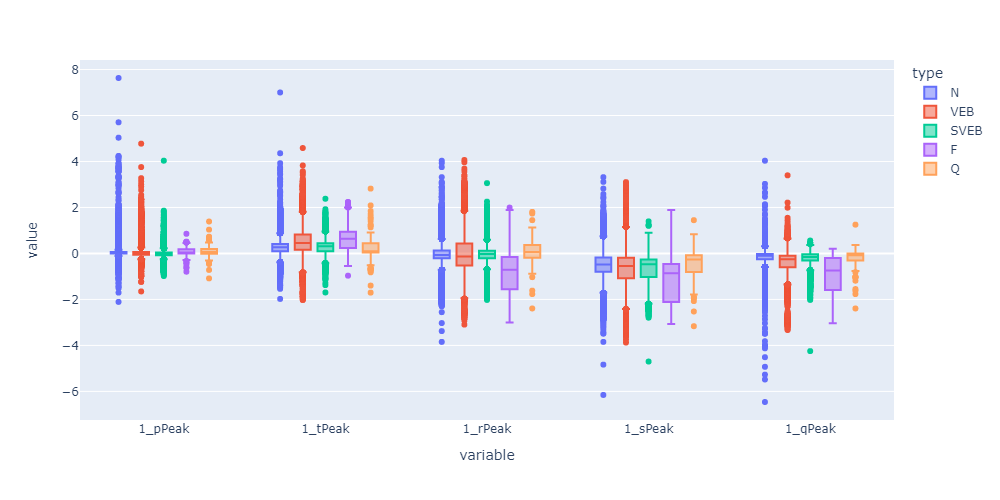 value
8
6
4
2
0
−2
−4
−6
1_pPeak
1_tPeak
1_rPeak
1_sPeak
1_qPeak
variable
type
N
VEB
SVEB
F
Q